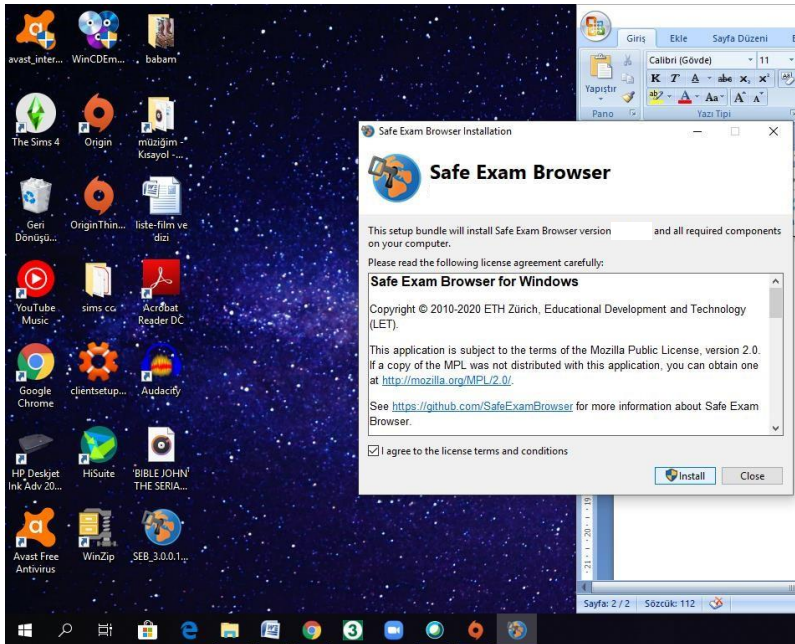 avast_inter...
WinCDEm...
babam
The Sims 4
Origin
müziğim -
Kısayol -...
Geri
Dönüşü...
OriginThin...
liste-film ve
dizi
YouTube
Music
sims cc
Acrobat
Reader DC
Google
Chrome
clientsetup...
Audacity
HP Deskjet
Ink Adv 20...
HiSuite
'BIBLE JOHN'
THE SERIA...
Avast Free
Antivirus
WinZip
SEB_3.0.0.1...
Giriş
Ekle
Sayfa Düzeni
Yapıştır
Calibri (Gövde)
11
K T A abe x₂ x²
ab A Aa A A
Pano
Yazı Tipi
Safe Exam Browser Installation
Safe Exam Browser
This setup bundle will install Safe Exam Browser version and all required components
on your computer.
Please read the following license agreement carefully:
Safe Exam Browser for Windows
Copyright © 2010-2020 ETH Zürich, Educational Development and Technology
(LET).
This application is subject to the terms of the Mozilla Public License, version 2.0.
If a copy of the MPL was not distributed with this application, you can obtain one
at http://mozilla.org/MPL/2.0/.
See https://github.com/SafeExamBrowser for more information about Safe Exam
Browser.
I agree to the license terms and conditions
Install
Close
Sayfa: 2 / 2
Sözcük: 112